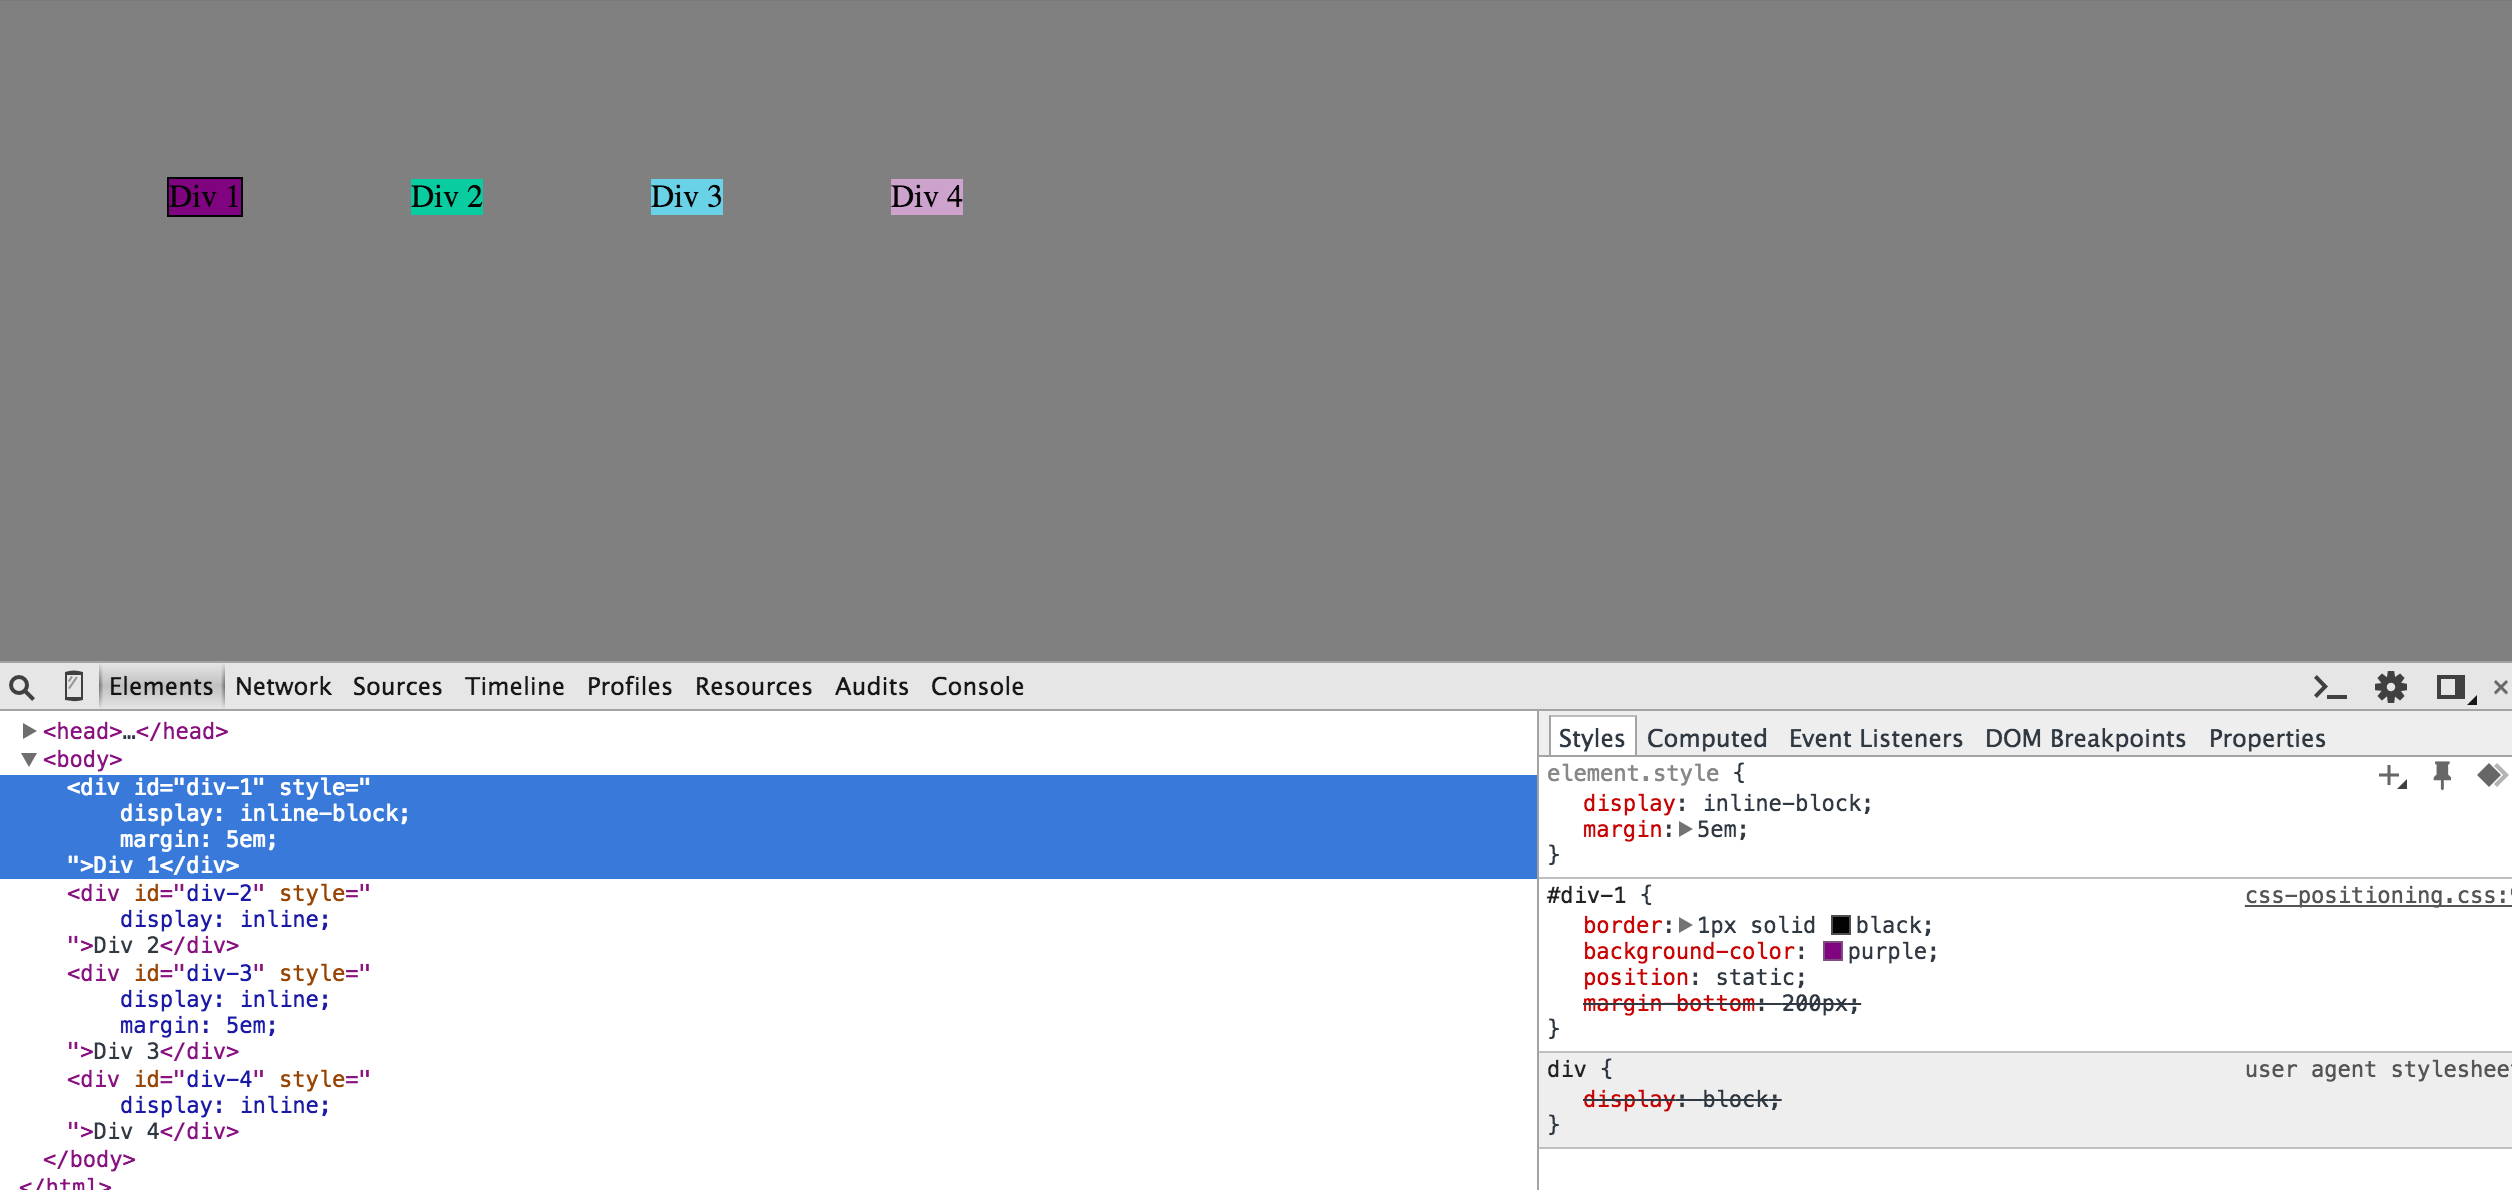 Div 1 Div 2 Div 3 Div 4
Elements Network Sources Timeline Profiles Resources Audits Console
<head>…</head>
<body>
<div id="div-1" style="
display: inline-block;
margin: 5em;
">Div 1</div>
<div id="div-2" style="
display: inline;
">Div 2</div>
<div id="div-3" style="
display: inline;
margin: 5em;
">Div 3</div>
<div id="div-4" style="
display: inline;
">Div 4</div>
</body>
</html>
Styles Computed Event Listeners DOM Breakpoints Properties
element.style {
display: inline-block;
margin: 5em;
}
#div-1 { css-positioning.css:
border: 1px solid black;
background-color: purple;
position: static;
margin-bottom: 200px;
}
div { user agent styleshee
display: block;
}